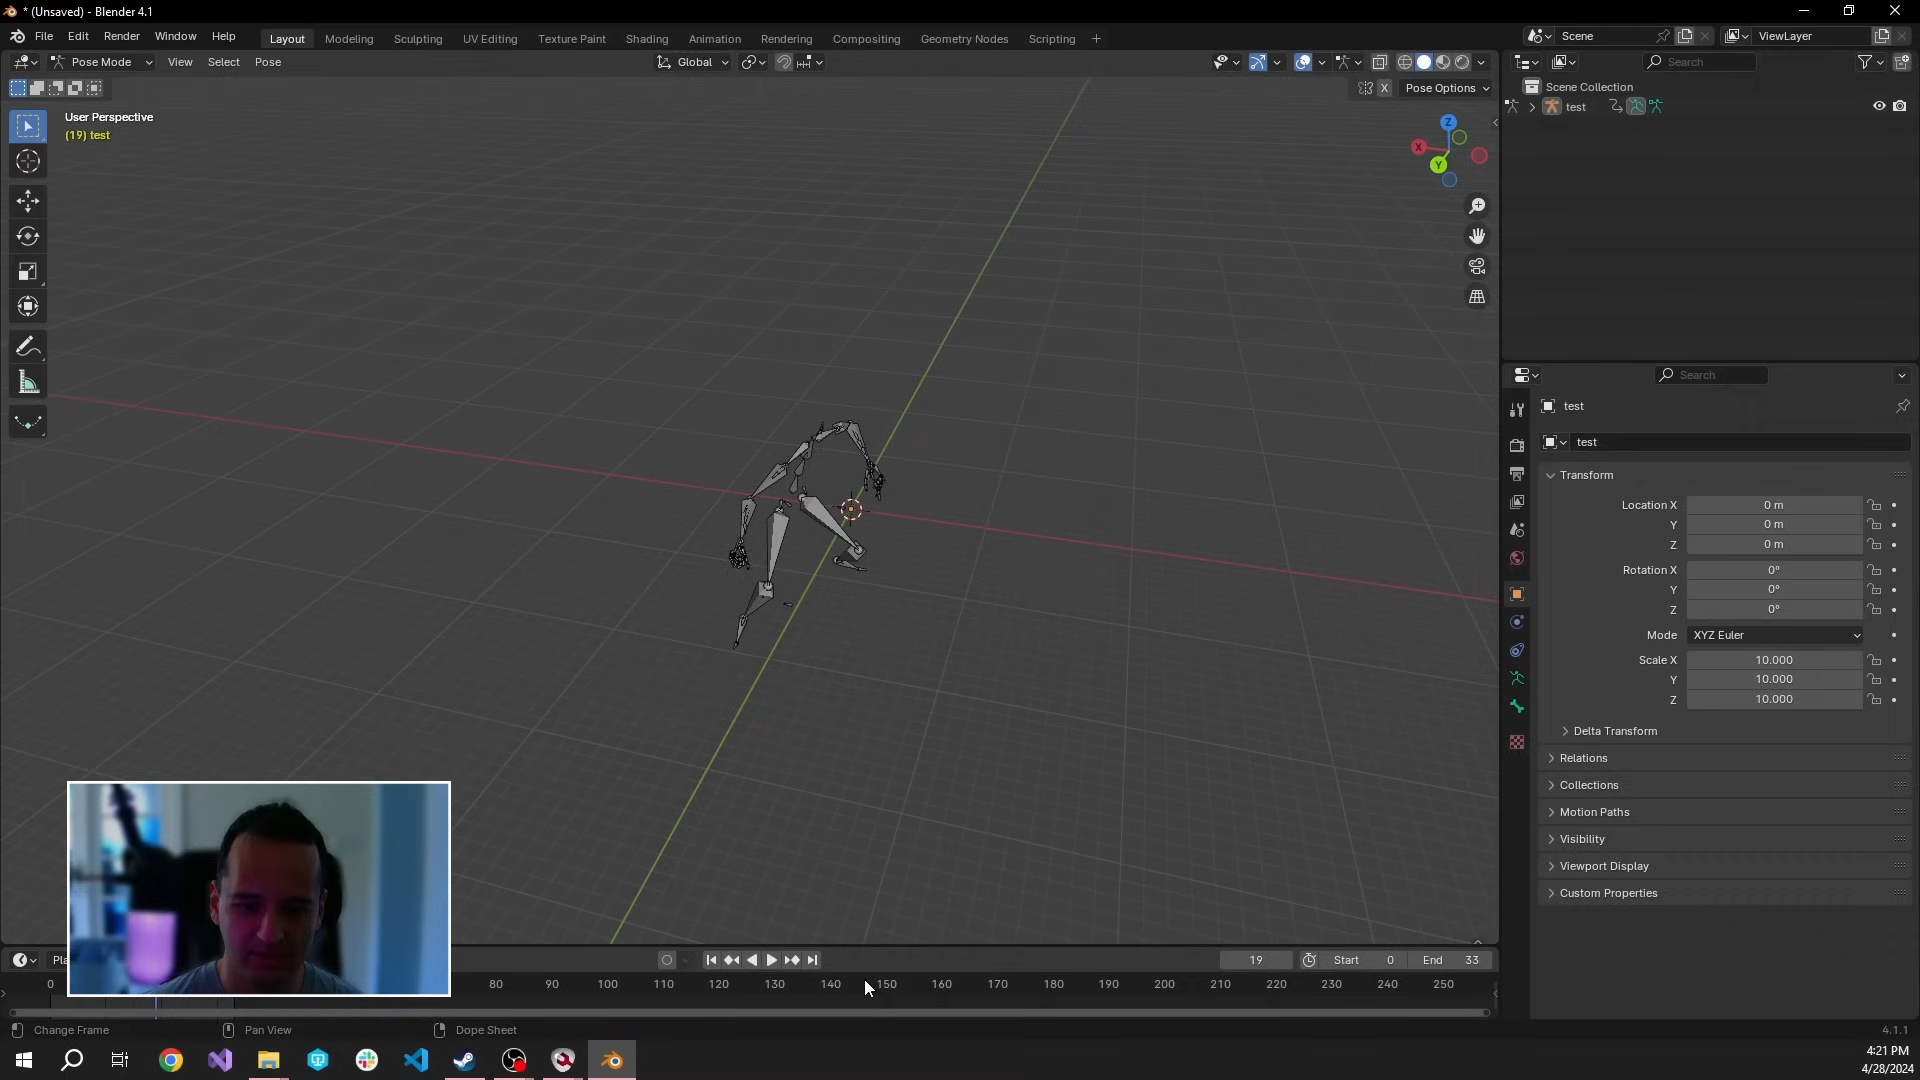 * (Unsaved) - Blender 4.1
File Edit Render Window Help Layout Modeling Sculpting UV Editing Texture Paint Shading Animation Rendering Compositing Geometry Nodes Scripting + Scene ViewLayer
Pose Mode View Select Pose Global Search
X Pose Options
User Perspective
(19) test
Scene Collection
test
Z
X
Y
Search
test
test
Transform
Location X 0 m
Y 0 m
Z 0 m
Rotation X 0°
Y 0°
Z 0°
Mode XYZ Euler
Scale X 10.000
Y 10.000
Z 10.000
Delta Transform
Relations
Collections
Motion Paths
Visibility
Viewport Display
Custom Properties
19 Start 0 End 33
0 80 90 100 110 120 130 140 150 160 170 180 190 200 210 220 230 240 250
Change Frame Pan View Dope Sheet 4.1.1
4:21 PM
4/28/2024